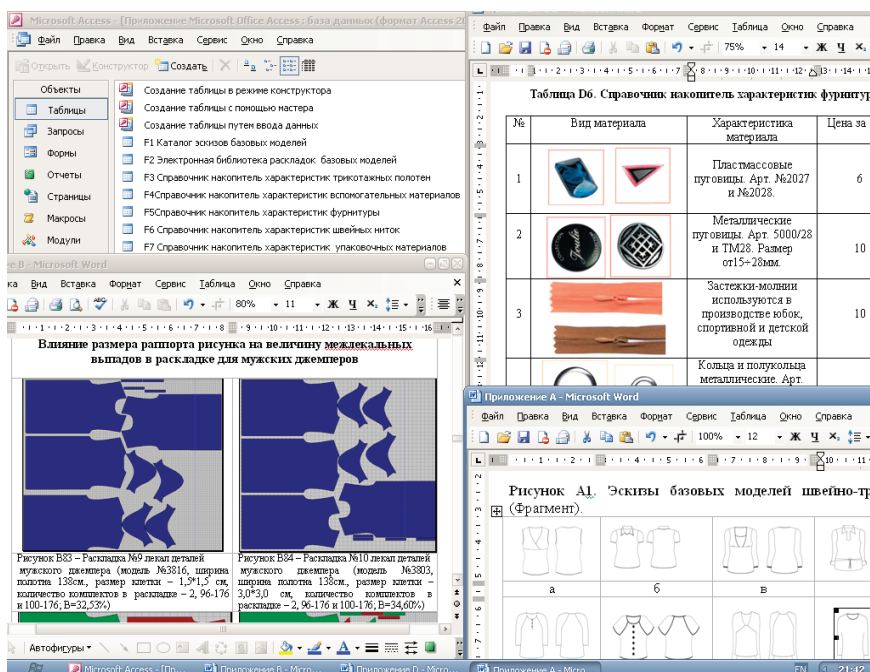 Microsoft Access - [Приложение Microsoft Office Access : база данных (формат Access 20
Файл Правка Вид Вставка Сервис Окно Справка
Открыть Конструктор Создать
Объекты
Таблицы
Запросы
Формы
Отчеты
Страницы
Макросы
Модули
Создание таблицы в режиме конструктора
Создание таблицы с помощью мастера
Создание таблицы путем ввода данных
F1 Каталог эскизов базовых моделей
F2 Электронная библиотека раскладок базовых моделей
F3 Справочник накопитель характеристик трикотажных полотен
F4Справочник накопитель характеристик вспомогательных материалов
F5Справочник накопитель характеристик фурнитуры
F6 Справочник накопитель характеристик швейных ниток
F7 Справочник накопитель характеристик упаковочных материалов
Файл Правка Вид Вставка Формат Сервис Таблица Окно Справка
75% 14 Ж Ч
Таблица D6. Справочник накопитель характеристик фурнитур
№ Вид материала Характеристика материала Цена за
1
Пластмассовые
пуговицы. Арт. №2027
и №2028.
6
2
Металлические
пуговицы. Арт. 5000/28
и ТМ28. Размер
от15÷28мм.
10
3
Застежки-молнии
используются в
производстве юбок,
спортивной и детской
одежды
10
Кольца и полукольца
металлические. Арт.
ие B - Microsoft Word
ка Вид Вставка Формат Сервис Таблица Окно Справка
80% 11 Ж Ч
Влияние размера раппорта рисунка на величину межлекальных
выпадов в раскладке для мужских джемперов
Рисунок B83 – Раскладка №9 лекал деталей
мужского джемпера (модель №3816, ширина
полотна 138см., размер клетки – 1,5*1,5 см,
количество комплектов в раскладке – 2, 96-176
и 100-176; В=32,53%)
Рисунок B84 – Раскладка №10 лекал деталей
мужского джемпера (модель №3803,
ширина полотна 138см., размер клетки –
3,0*3,0 см, количество комплектов в
раскладке – 2, 96-176 и 100-176; В=34,60%)
Автофигуры
Приложение A - Microsoft Word
Файл Правка Вид Вставка Формат Сервис Таблица Окно Справка
100% 12 Ж Ч
Рисунок А1. Эскизы базовых моделей швейно-тр
(Фрагмент).
а б в
Microsoft Access - [По... Приложение B - Micro... Приложение D - Micro... Приложение A - Micro... EN 21:42